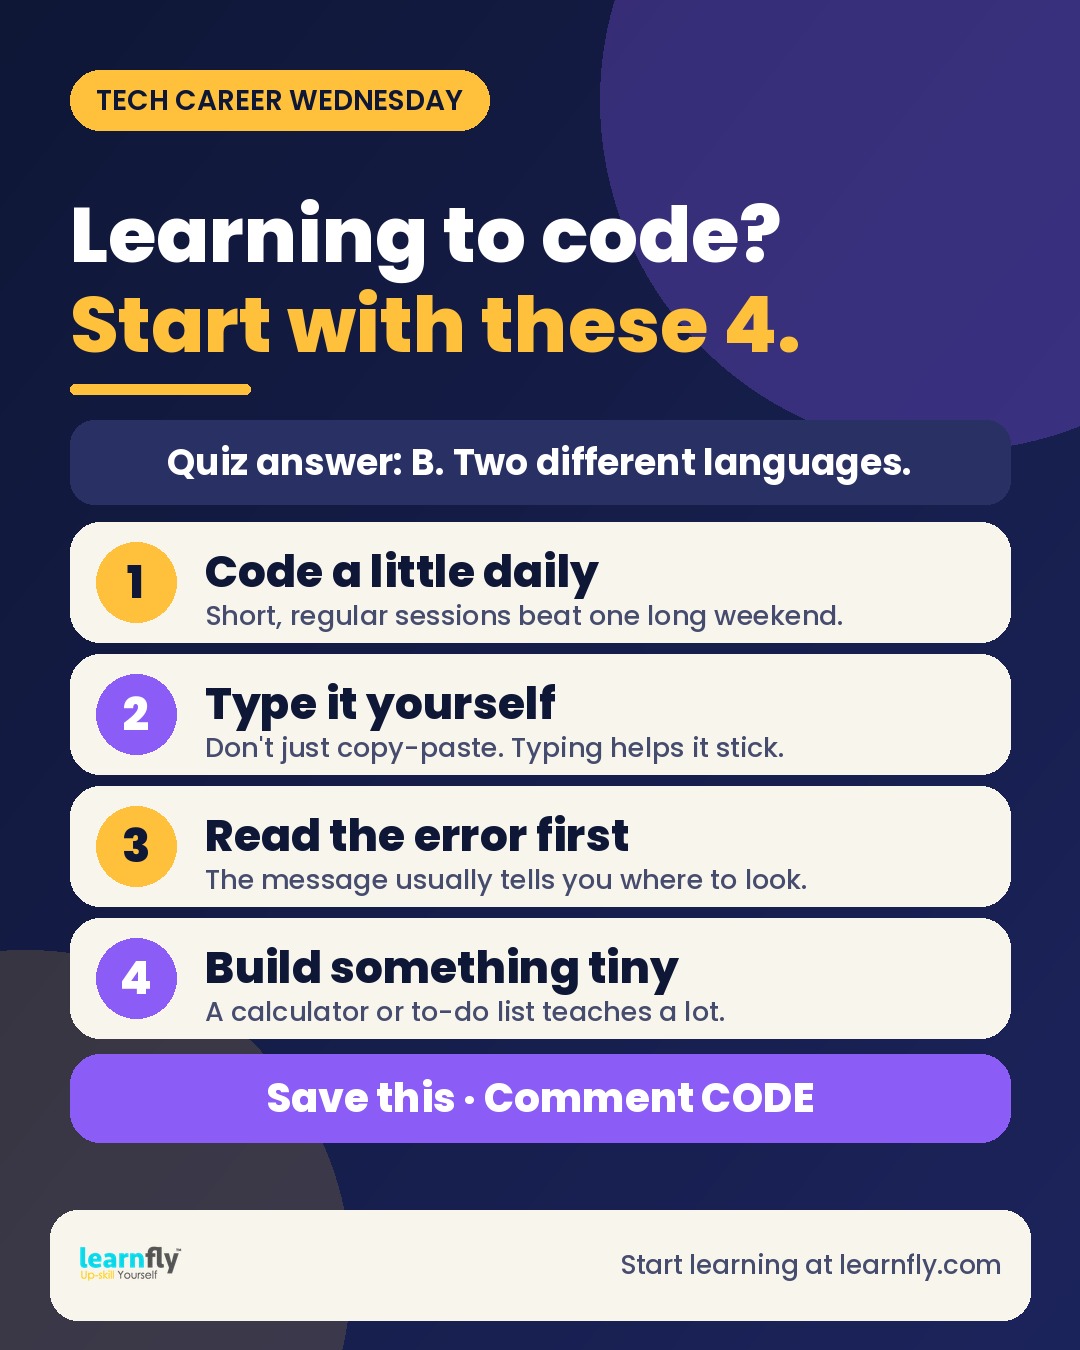 TECH CAREER WEDNESDAY
Learning to code?
Start with these 4.
Quiz answer: B. Two different languages.
1
Code a little daily
Short, regular sessions beat one long weekend.
2
Type it yourself
Don't just copy-paste. Typing helps it stick.
3
Read the error first
The message usually tells you where to look.
4
Build something tiny
A calculator or to-do list teaches a lot.
Save this · Comment CODE
learnfly™
Up-skill Yourself
Start learning at learnfly.com